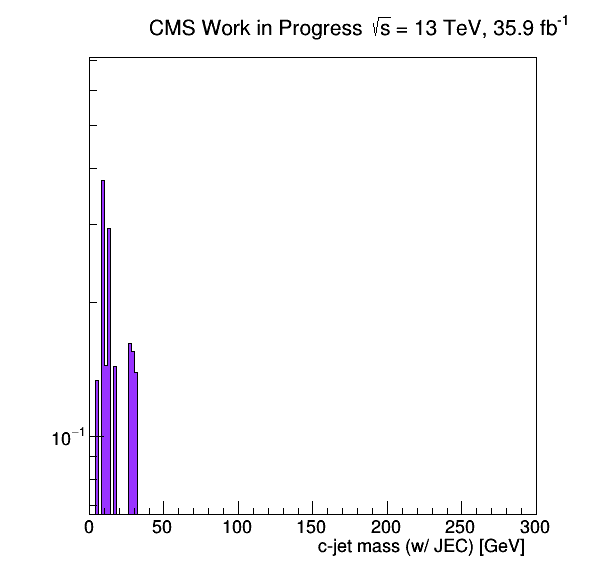 CMS Work in Progress √s = 13 TeV, 35.9 fb⁻¹
10⁻¹
0 50 100 150 200 250 300
c-jet mass (w/ JEC) [GeV]